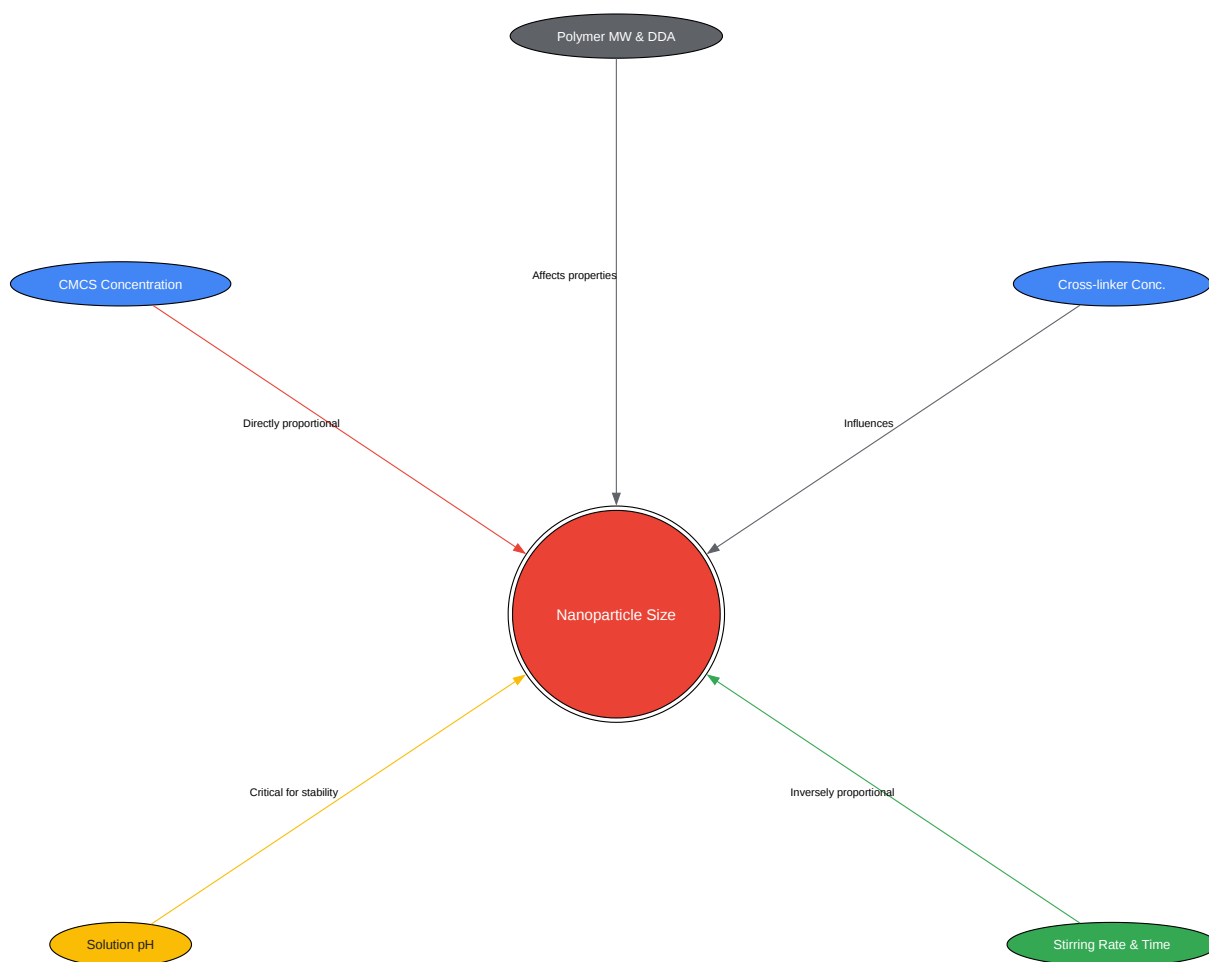 Polymer MW & DDA
Affects properties
CMCS Concentration
Cross-linker Conc.
Directly proportional
Influences
Nanoparticle Size
Critical for stability
Inversely proportional
Solution pH
Stirring Rate & Time